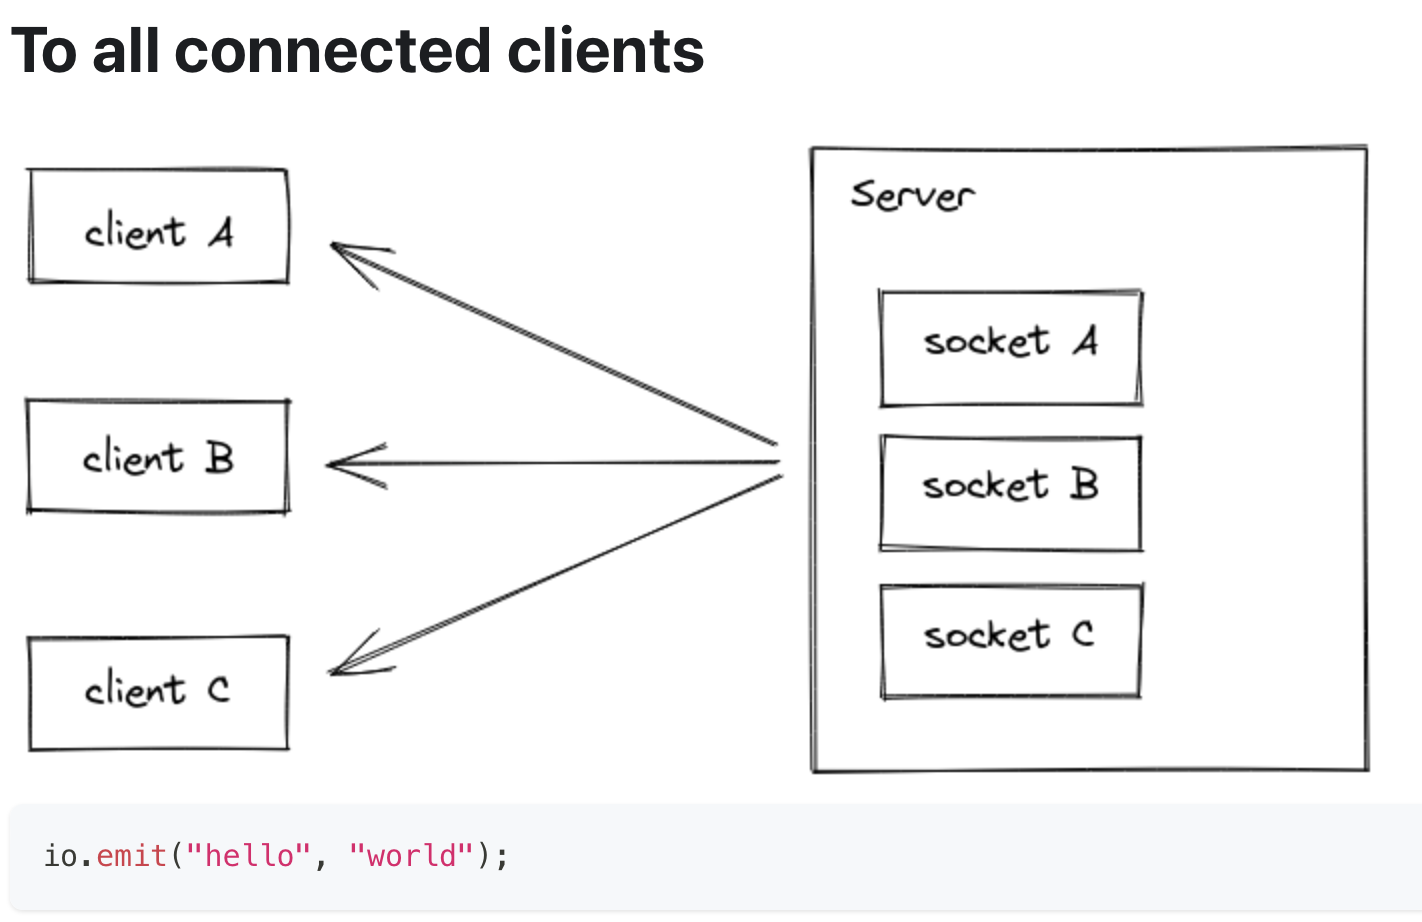 To all connected clients
Server
client A
socket A
client B
socket B
client C
socket C
io.emit("hello", "world");